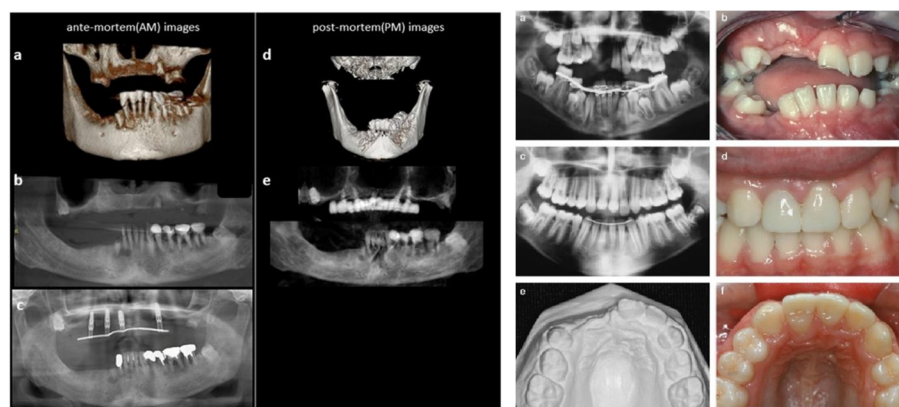 ante-mortem(AM) images
post-mortem(PM) images
a
d
b
e
c
a
b
c
d
e
f